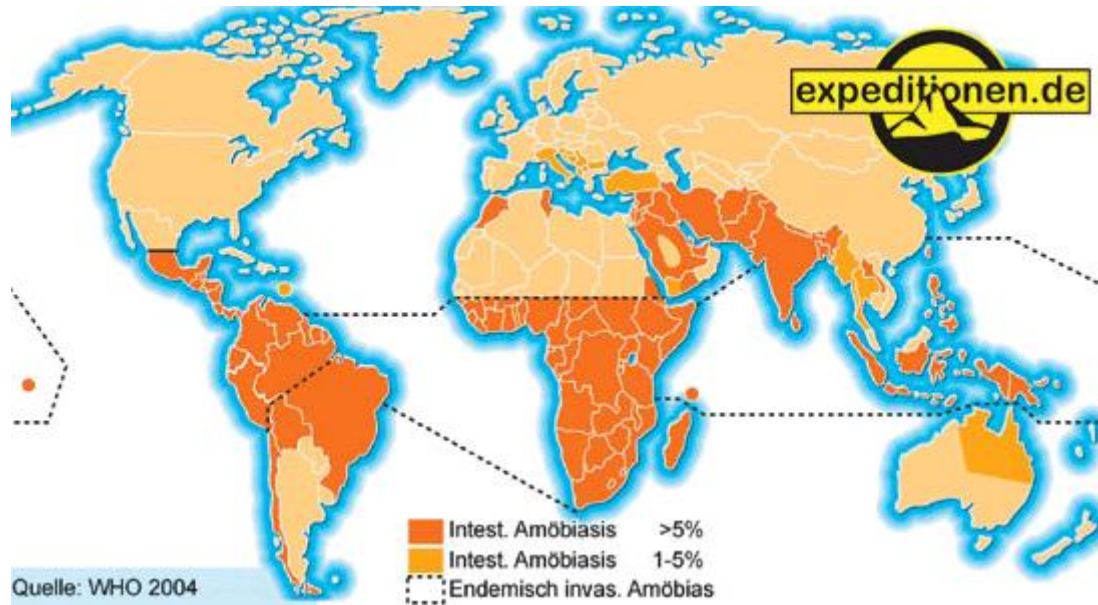 expeditionen.de
Intest. Amöbiasis >5%
Intest. Amöbiasis 1-5%
Endemisch invas. Amöbias
Quelle: WHO 2004